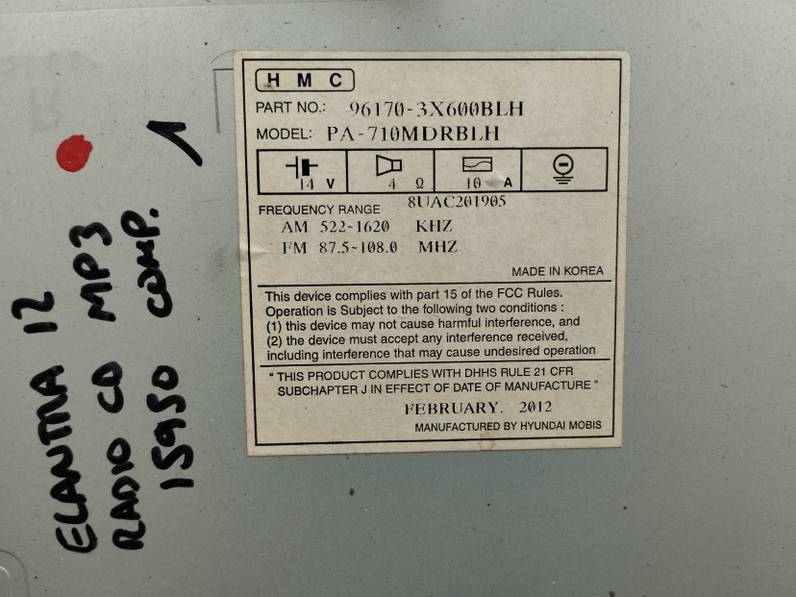 HMC
PART NO.: 96170-3X600BLH
MODEL: PA-710MDRBLH
14 V 4 Ω 10 A
8UAC201905
FREQUENCY RANGE
AM 522~1620 KHZ
FM 87.5~108.0 MHZ
MADE IN KOREA
This device complies with part 15 of the FCC Rules.
Operation is Subject to the following two conditions :
(1) this device may not cause harmful interference, and
(2) the device must accept any interference received,
including interference that may cause undesired operation
" THIS PRODUCT COMPLIES WITH DHHS RULE 21 CFR
SUBCHAPTER J IN EFFECT OF DATE OF MANUFACTURE "
FEBRUARY. 2012
MANUFACTURED BY HYUNDAI MOBIS
ELANTRA 12
RADIO CD MP3
15950 COMP.
1